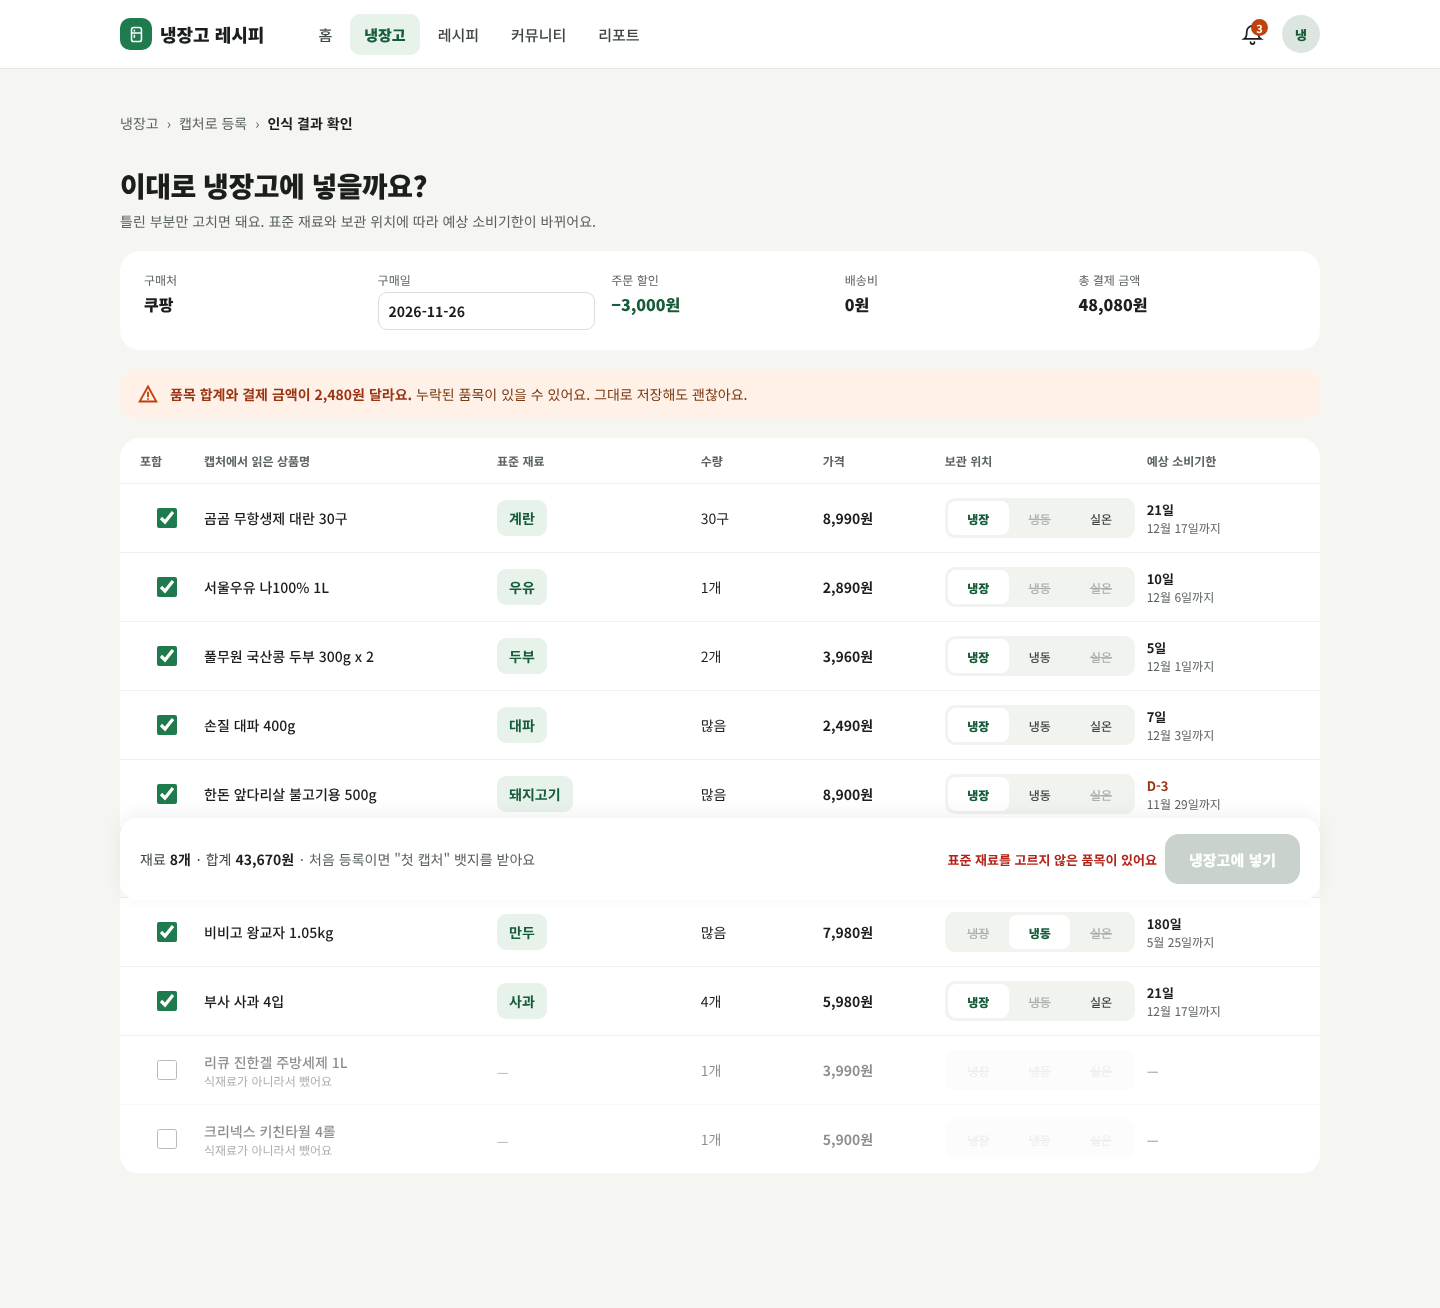 냉장고 레시피
홈
냉장고
레시피
커뮤니티
리포트
3
냉
냉장고 › 캡처로 등록 › 인식 결과 확인
이대로 냉장고에 넣을까요?
틀린 부분만 고치면 돼요. 표준 재료와 보관 위치에 따라 예상 소비기한이 바뀌어요.
구매처 구매일 주문 할인 배송비 총 결제 금액
쿠팡 2026-11-26 −3,000원 0원 48,080원
품목 합계와 결제 금액이 2,480원 달라요. 누락된 품목이 있을 수 있어요. 그대로 저장해도 괜찮아요.
포함 캡처에서 읽은 상품명 표준 재료 수량 가격 보관 위치 예상 소비기한
곰곰 무항생제 대란 30구 계란 30구 8,990원 냉장 냉동 실온 21일
12월 17일까지
서울우유 나100% 1L 우유 1개 2,890원 냉장 냉동 실온 10일
12월 6일까지
풀무원 국산콩 두부 300g x 2 두부 2개 3,960원 냉장 냉동 실온 5일
12월 1일까지
손질 대파 400g 대파 많음 2,490원 냉장 냉동 실온 7일
12월 3일까지
한돈 앞다리살 불고기용 500g 돼지고기 많음 8,900원 냉장 냉동 실온 D-3
11월 29일까지
재료 8개 · 합계 43,670원 · 처음 등록이면 "첫 캡처" 뱃지를 받아요 표준 재료를 고르지 않은 품목이 있어요 냉장고에 넣기
비비고 왕교자 1.05kg 만두 많음 7,980원 냉장 냉동 실온 180일
5월 25일까지
부사 사과 4입 사과 4개 5,980원 냉장 냉동 실온 21일
12월 17일까지
리큐 진한겔 주방세제 1L — 1개 3,990원 냉장 냉동 실온 —
식재료가 아니라서 뺐어요
크리넥스 키친타월 4롤 — 1개 5,900원 냉장 냉동 실온 —
식재료가 아니라서 뺐어요